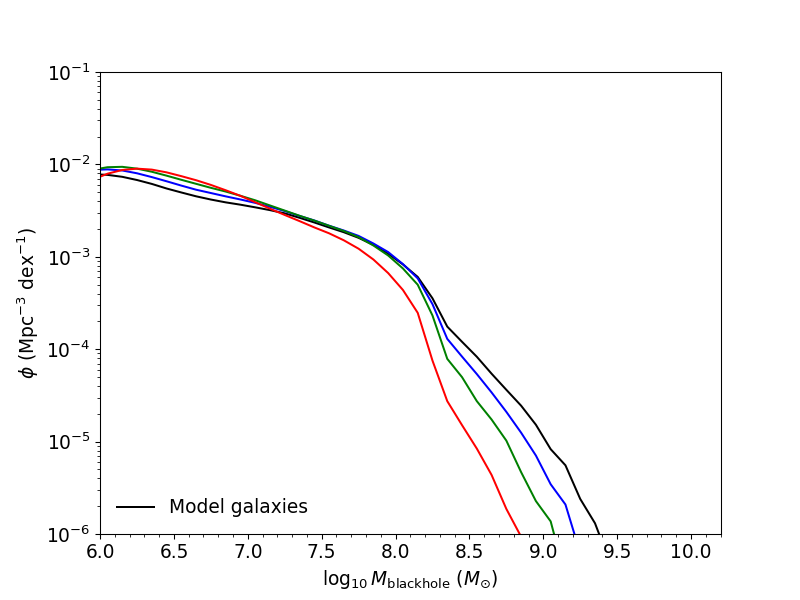 10⁻¹
10⁻²
10⁻³
10⁻⁴
10⁻⁵
10⁻⁶
ϕ (Mpc⁻³ dex⁻¹)
Model galaxies
6.0 6.5 7.0 7.5 8.0 8.5 9.0 9.5 10.0
log₁₀ M_blackhole (M_⊙)